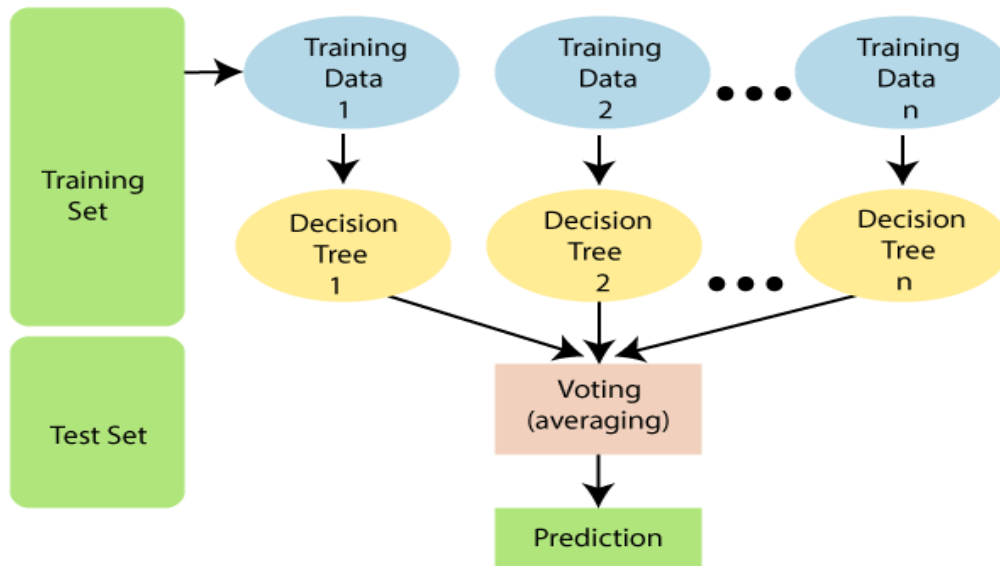 Training
Set
Test Set
Training
Data
1
Training
Data
2
Training
Data
n
Decision
Tree
1
Decision
Tree
2
Decision
Tree
n
Voting
(averaging)
Prediction